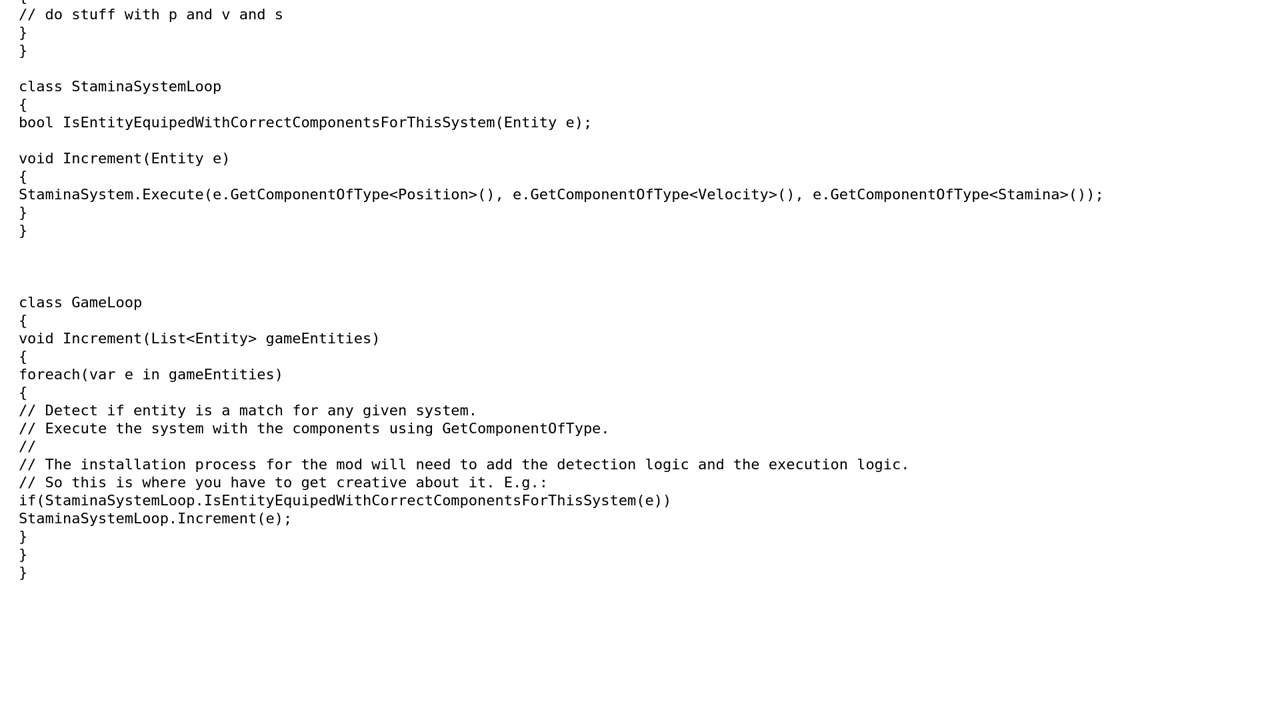 {
// do stuff with p and v and s
}
}
class StaminaSystemLoop
{
bool IsEntityEquipedWithCorrectComponentsForThisSystem(Entity e);
void Increment(Entity e)
{
StaminaSystem.Execute(e.GetComponentOfType<Position>(), e.GetComponentOfType<Velocity>(), e.GetComponentOfType<Stamina>());
}
}
class GameLoop
{
void Increment(List<Entity> gameEntities)
{
foreach(var e in gameEntities)
{
// Detect if entity is a match for any given system.
// Execute the system with the components using GetComponentOfType.
//
// The installation process for the mod will need to add the detection logic and the execution logic.
// So this is where you have to get creative about it. E.g.:
if(StaminaSystemLoop.IsEntityEquipedWithCorrectComponentsForThisSystem(e))
StaminaSystemLoop.Increment(e);
}
}
}